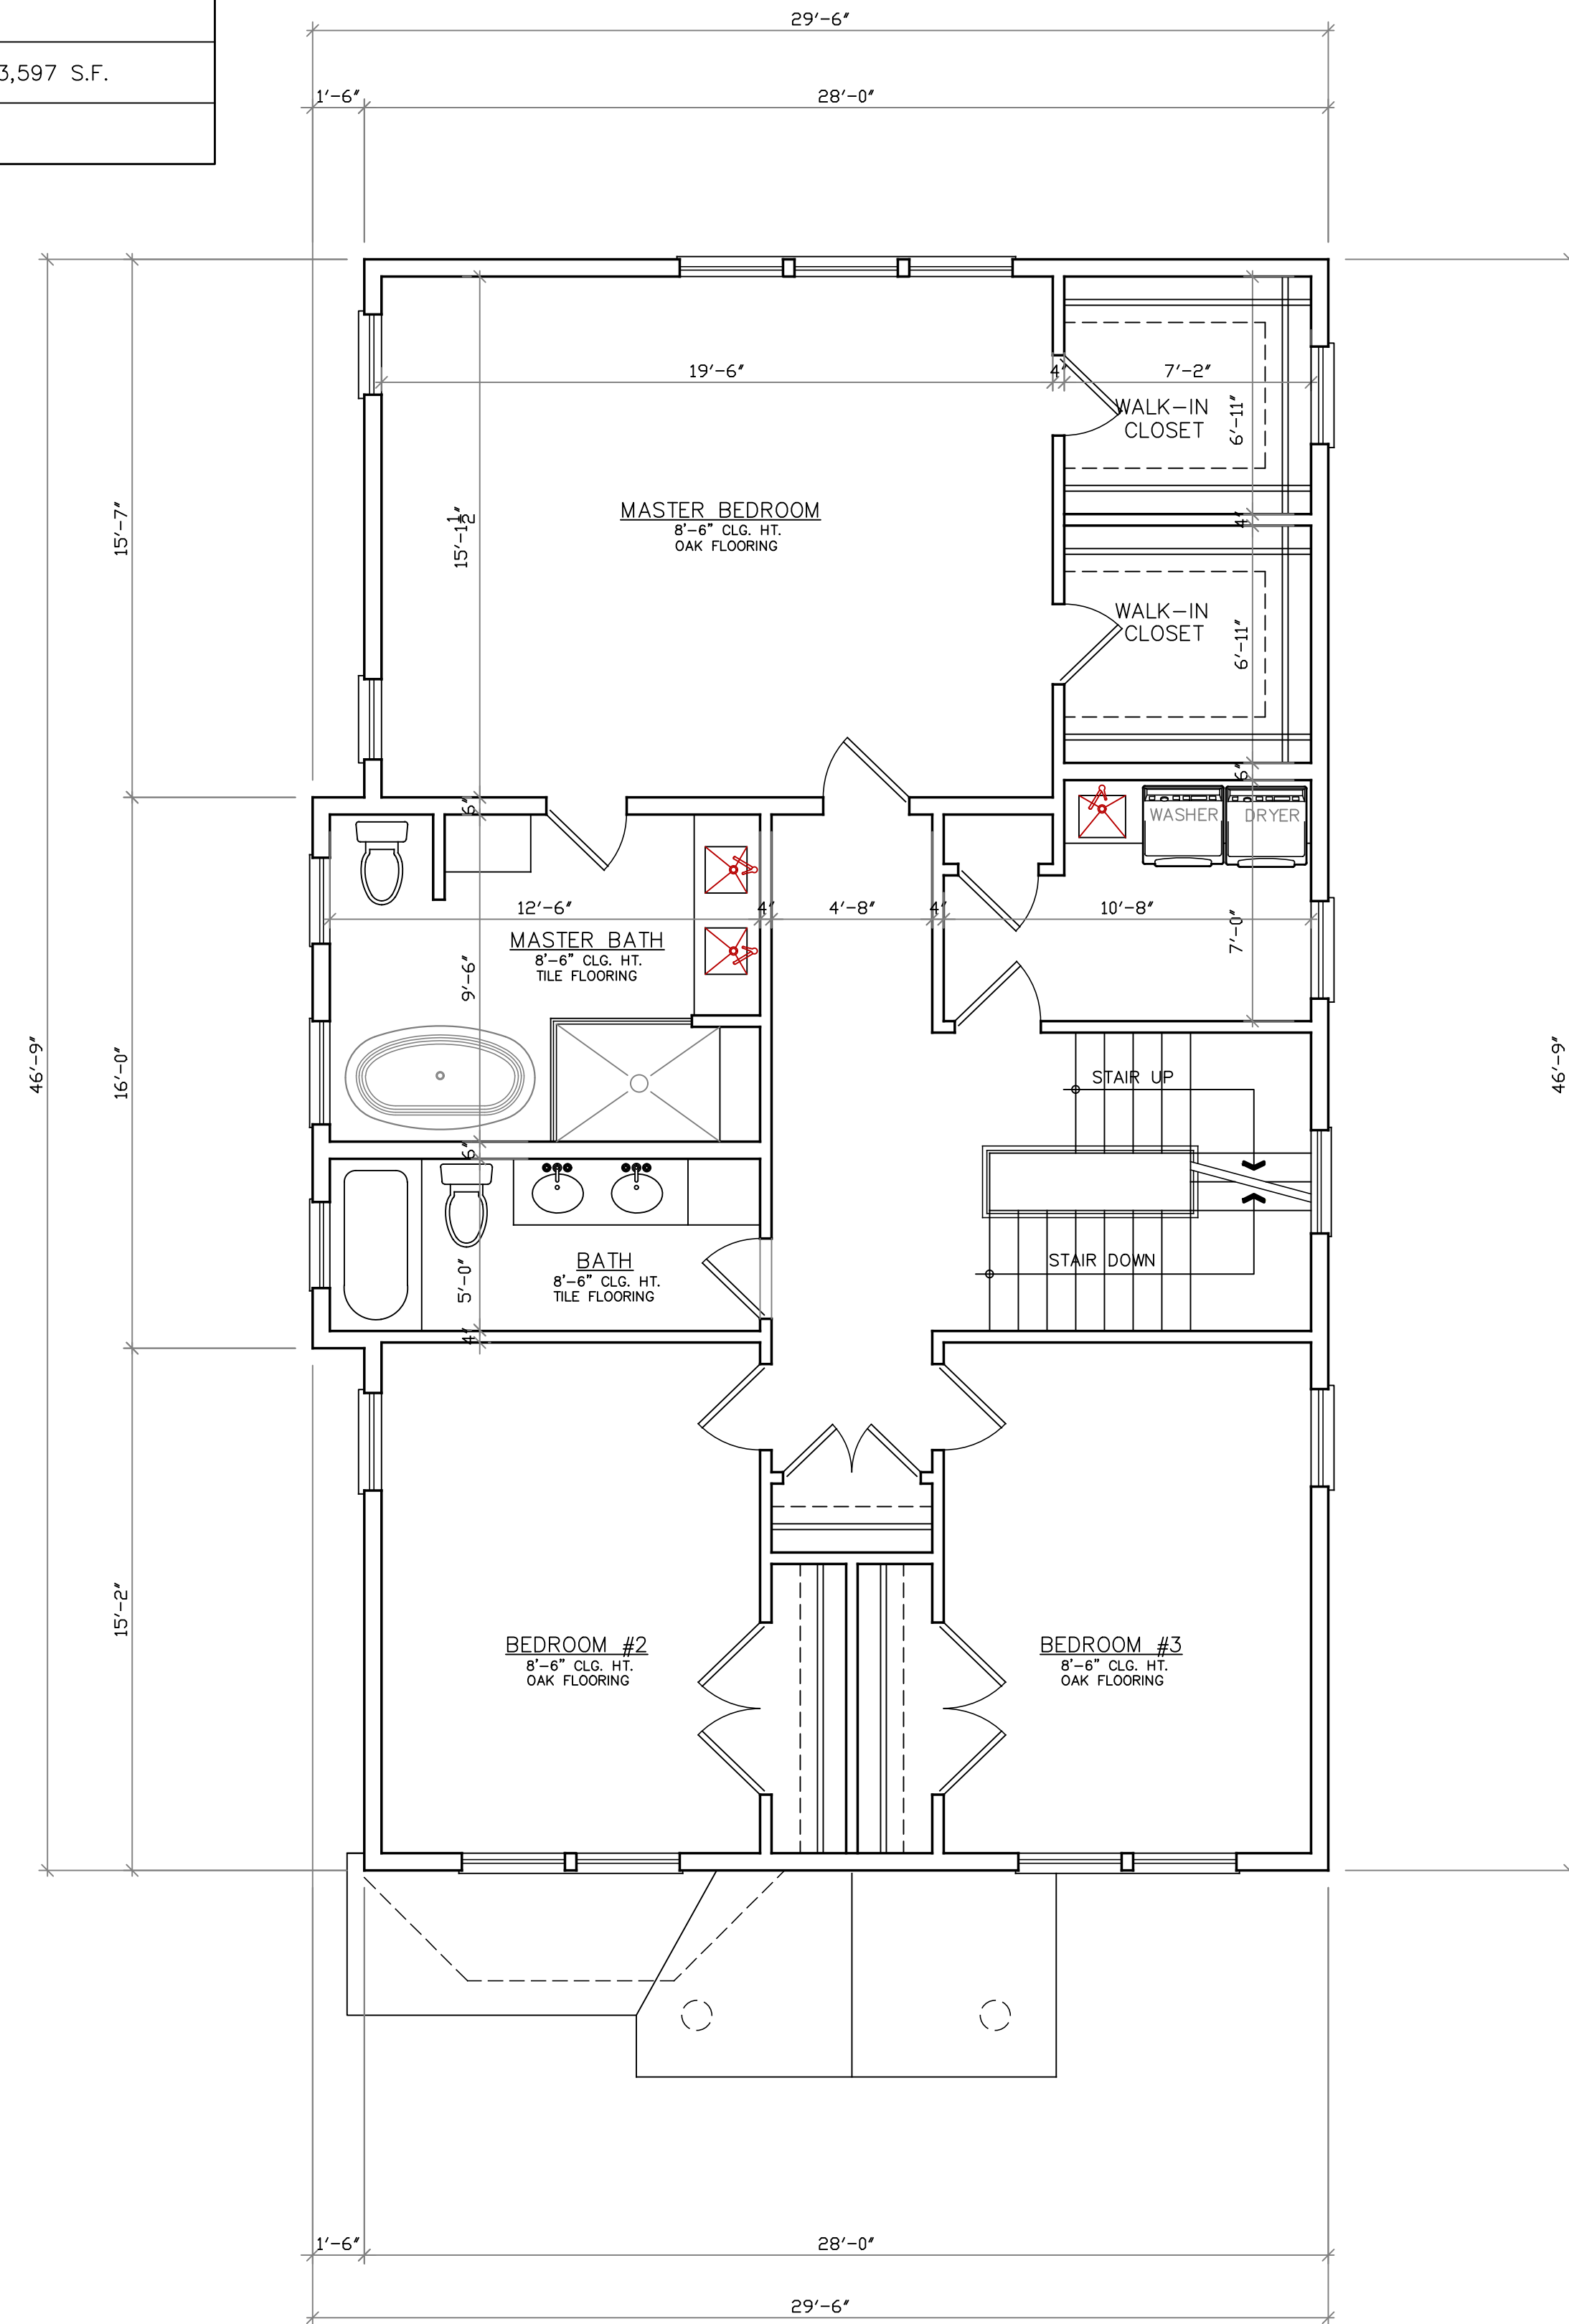 29'-6"
3,597 S.F.
1'-6"
28'-0"
19'-6"
4"
7'-2"
WALK-IN
CLOSET
6'-11"
15'-7"
15'-1½"
MASTER BEDROOM
8'-6" CLG. HT.
OAK FLOORING
4"
WALK-IN
CLOSET
6'-11"
6"
6"
WASHER
DRYER
12'-6"
4"
4'-8"
4"
10'-8"
7'-0"
MASTER BATH
8'-6" CLG. HT.
TILE FLOORING
9'-6"
46'-9"
16'-0"
46'-9"
STAIR UP
6"
BATH
8'-6" CLG. HT.
TILE FLOORING
5'-0"
STAIR DOWN
4"
15'-2"
BEDROOM #2
8'-6" CLG. HT.
OAK FLOORING
BEDROOM #3
8'-6" CLG. HT.
OAK FLOORING
1'-6"
28'-0"
29'-6"